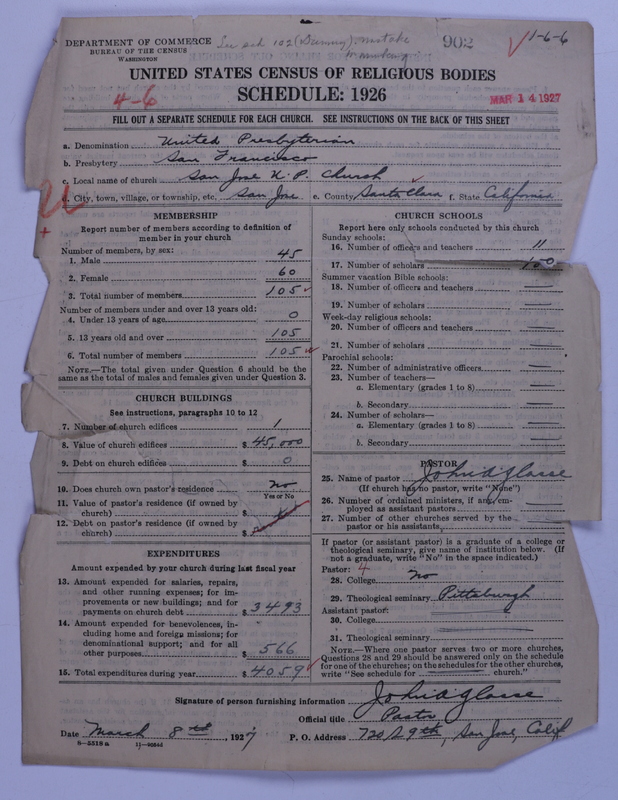 DEPARTMENT OF COMMERCE
BUREAU OF THE CENSUS
WASHINGTON
See sch 102 (Dummy) mistake
numbering
902
1-6-6
UNITED STATES CENSUS OF RELIGIOUS BODIES
SCHEDULE: 1926
4-6
MAR 14 1927
FILL OUT A SEPARATE SCHEDULE FOR EACH CHURCH. SEE INSTRUCTIONS ON THE BACK OF THIS SHEET
a. Denomination United Presbyterian
b. Presbytery San Francisco
c. Local name of church San Jose U. P. Church
d. City, town, village, or township, etc. San Jose e. County Santa Clara f. State California
MEMBERSHIP
Report number of members according to definition of
member in your church
Number of members, by sex:
1. Male 45
2. Female 60
3. Total number of members 105
Number of members under and over 13 years old:
4. Under 13 years of age 0
5. 13 years old and over 105
6. Total number of members 105
NOTE.—The total given under Question 6 should be the
same as the total of males and females given under Question 3.
CHURCH BUILDINGS
See instructions, paragraphs 10 to 12
7. Number of church edifices 1
8. Value of church edifices $45,000
9. Debt on church edifices $ 0
10. Does church own pastor's residence No
Yes or No
11. Value of pastor's residence (if owned by
church) $
12. Debt on pastor's residence (if owned by
church) $
EXPENDITURES
Amount expended by your church during last fiscal year
13. Amount expended for salaries, repairs,
and other running expenses; for im-
provements or new buildings; and for
payments on church debt $3493
14. Amount expended for benevolences, in-
cluding home and foreign missions; for
denominational support; and for all
other purposes $ 566
15. Total expenditures during year $4059
CHURCH SCHOOLS
Report here only schools conducted by this church
Sunday schools:
16. Number of officers and teachers 11
17. Number of scholars 100
Summer vacation Bible schools:
18. Number of officers and teachers
19. Number of scholars
Week-day religious schools:
20. Number of officers and teachers
21. Number of scholars
Parochial schools:
22. Number of administrative officers
23. Number of teachers—
a. Elementary (grades 1 to 8)
b. Secondary
24. Number of scholars—
a. Elementary (grades 1 to 8)
b. Secondary
PASTOR
25. Name of pastor John A Glasse
(If church has no pastor, write "None")
26. Number of ordained ministers, if any, em-
ployed as assistant pastors
27. Number of other churches served by the
pastor or his assistants
If pastor (or assistant pastor) is a graduate of a college or
theological seminary, give name of institution below. (If
not a graduate, write "No" in the space indicated.)
Pastor: 4
28. College No
29. Theological seminary Pittsburgh
Assistant pastor:
30. College
31. Theological seminary
NOTE.—Where one pastor serves two or more churches,
Questions 28 and 29 should be answered only on the schedule
for one of the churches; on the schedules for the other churches,
write "See schedule for church."
Signature of person furnishing information John A Glasse
Official title Pastor
Date March 8th, 1927 P. O. Address 720 S 9th, San Jose, Calif
8-5518 a